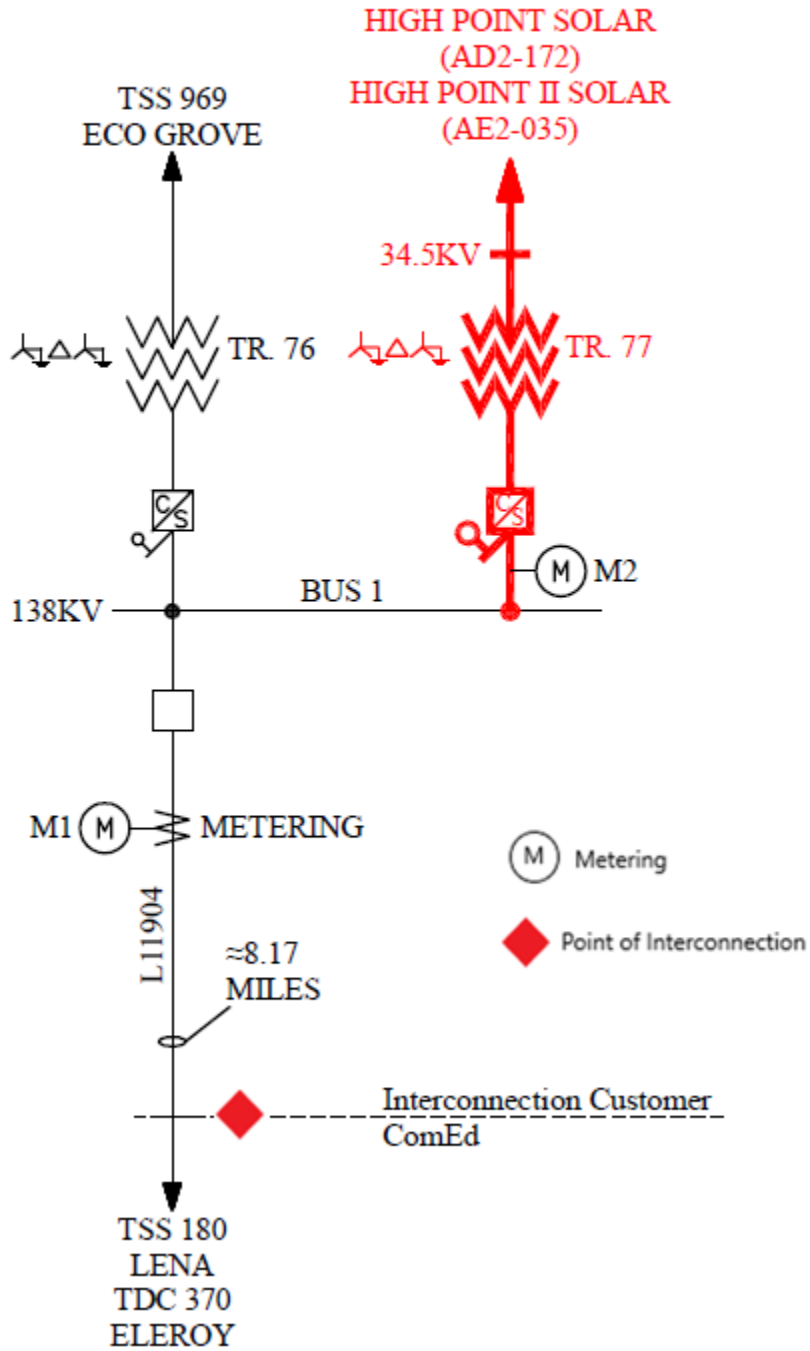 HIGH POINT SOLAR
(AD2-172)
HIGH POINT II SOLAR
(AE2-035)
TSS 969
ECO GROVE
34.5KV
TR. 76
TR. 77
C/S
C/S
M M2
138KV
BUS 1
M1 M METERING
M Metering
L11904
Point of Interconnection
≈8.17
MILES
Interconnection Customer
ComEd
TSS 180
LENA
TDC 370
ELEROY